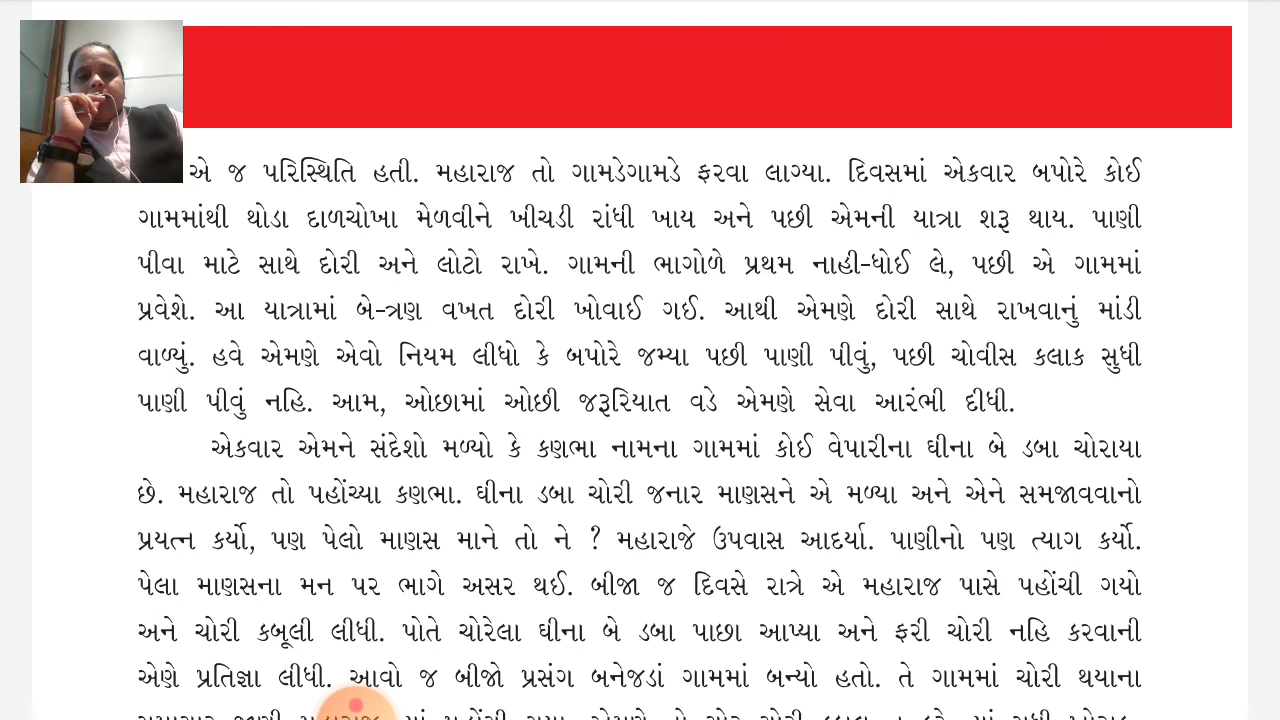 એ જ પરિસ્થિતિ હતી. મહારાજ તો ગામડેગામડે ફરવા લાગ્યા. દિવસમાં એકવાર બપોરે કોઈ
ગામમાંથી થોડા દાળચોખા મેળવીને ખીચડી રાંધી ખાય અને પછી એમની યાત્રા શરૂ થાય. પાણી
પીવા માટે સાથે દોરી અને લોટો રાખે. ગામની ભાગોળે પ્રથમ નાહી-ધોઈ લે, પછી એ ગામમાં
પ્રવેશે. આ યાત્રામાં બે-ત્રણ વખત દોરી ખોવાઈ ગઈ. આથી એમણે દોરી સાથે રાખવાનું માંડી
વાળ્યું. હવે એમણે એવો નિયમ લીધો કે બપોરે જમ્યા પછી પાણી પીવું, પછી ચોવીસ કલાક સુધી
પાણી પીવું નહિ. આમ, ઓછામાં ઓછી જરૂરિયાત વડે એમણે સેવા આરંભી દીધી.
એકવાર એમને સંદેશો મળ્યો કે કણભા નામના ગામમાં કોઈ વેપારીના ઘીના બે ડબા ચોરાયા
છે. મહારાજ તો પહોંચ્યા કણભા. ઘીના ડબા ચોરી જનાર માણસને એ મળ્યા અને એને સમજાવવાનો
પ્રયત્ન કર્યો, પણ પેલો માણસ માને તો ને ? મહારાજે ઉપવાસ આદર્યા. પાણીનો પણ ત્યાગ કર્યો.
પેલા માણસના મન પર ભાગે અસર થઈ. બીજા જ દિવસે રાત્રે એ મહારાજ પાસે પહોંચી ગયો
અને ચોરી કબૂલી લીધી. પોતે ચોરેલા ઘીના બે ડબા પાછા આપ્યા અને ફરી ચોરી નહિ કરવાની
એણે પ્રતિજ્ઞા લીધી. આવો જ બીજો પ્રસંગ બનેજડાં ગામમાં બન્યો હતો. તે ગામમાં ચોરી થયાના